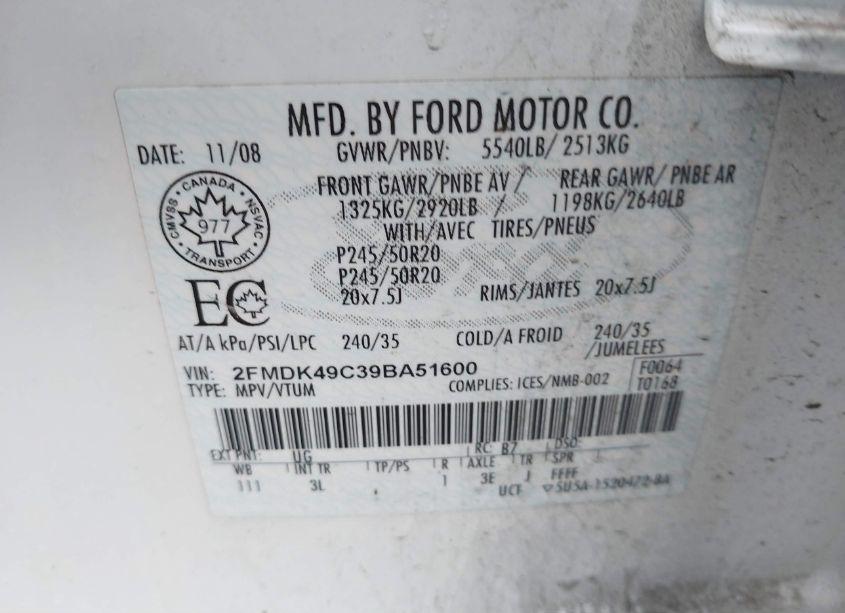 MFD. BY FORD MOTOR CO.
DATE: 11/08 GVWR/PNBV: 5540LB/ 2513KG
FRONT GAWR/PNBE AV / REAR GAWR/ PNBE AR
1325KG/2920LB / 1198KG/2640LB
WITH/AVEC TIRES/PNEUS
CANADA
CMVSS 977 NSVAC
TRANSPORT
P245/50R20
P245/50R20
20x7.5J RIMS/JANTES 20x7.5J
EC
AT/A kPa/PSI/LPC 240/35 COLD/A FROID 240/35
/JUMELEES
VIN: 2FMDK49C39BA51600 F0064
TYPE: MPV/VTUM COMPLIES: ICES/NMB-002 T0168
EXT PNT: UG RC: B7 DSO:
WB INT TR TP/PS R AXLE TR SPR
111 3L 1 3E J FFFF
UCF 5U5A-1520472-BA